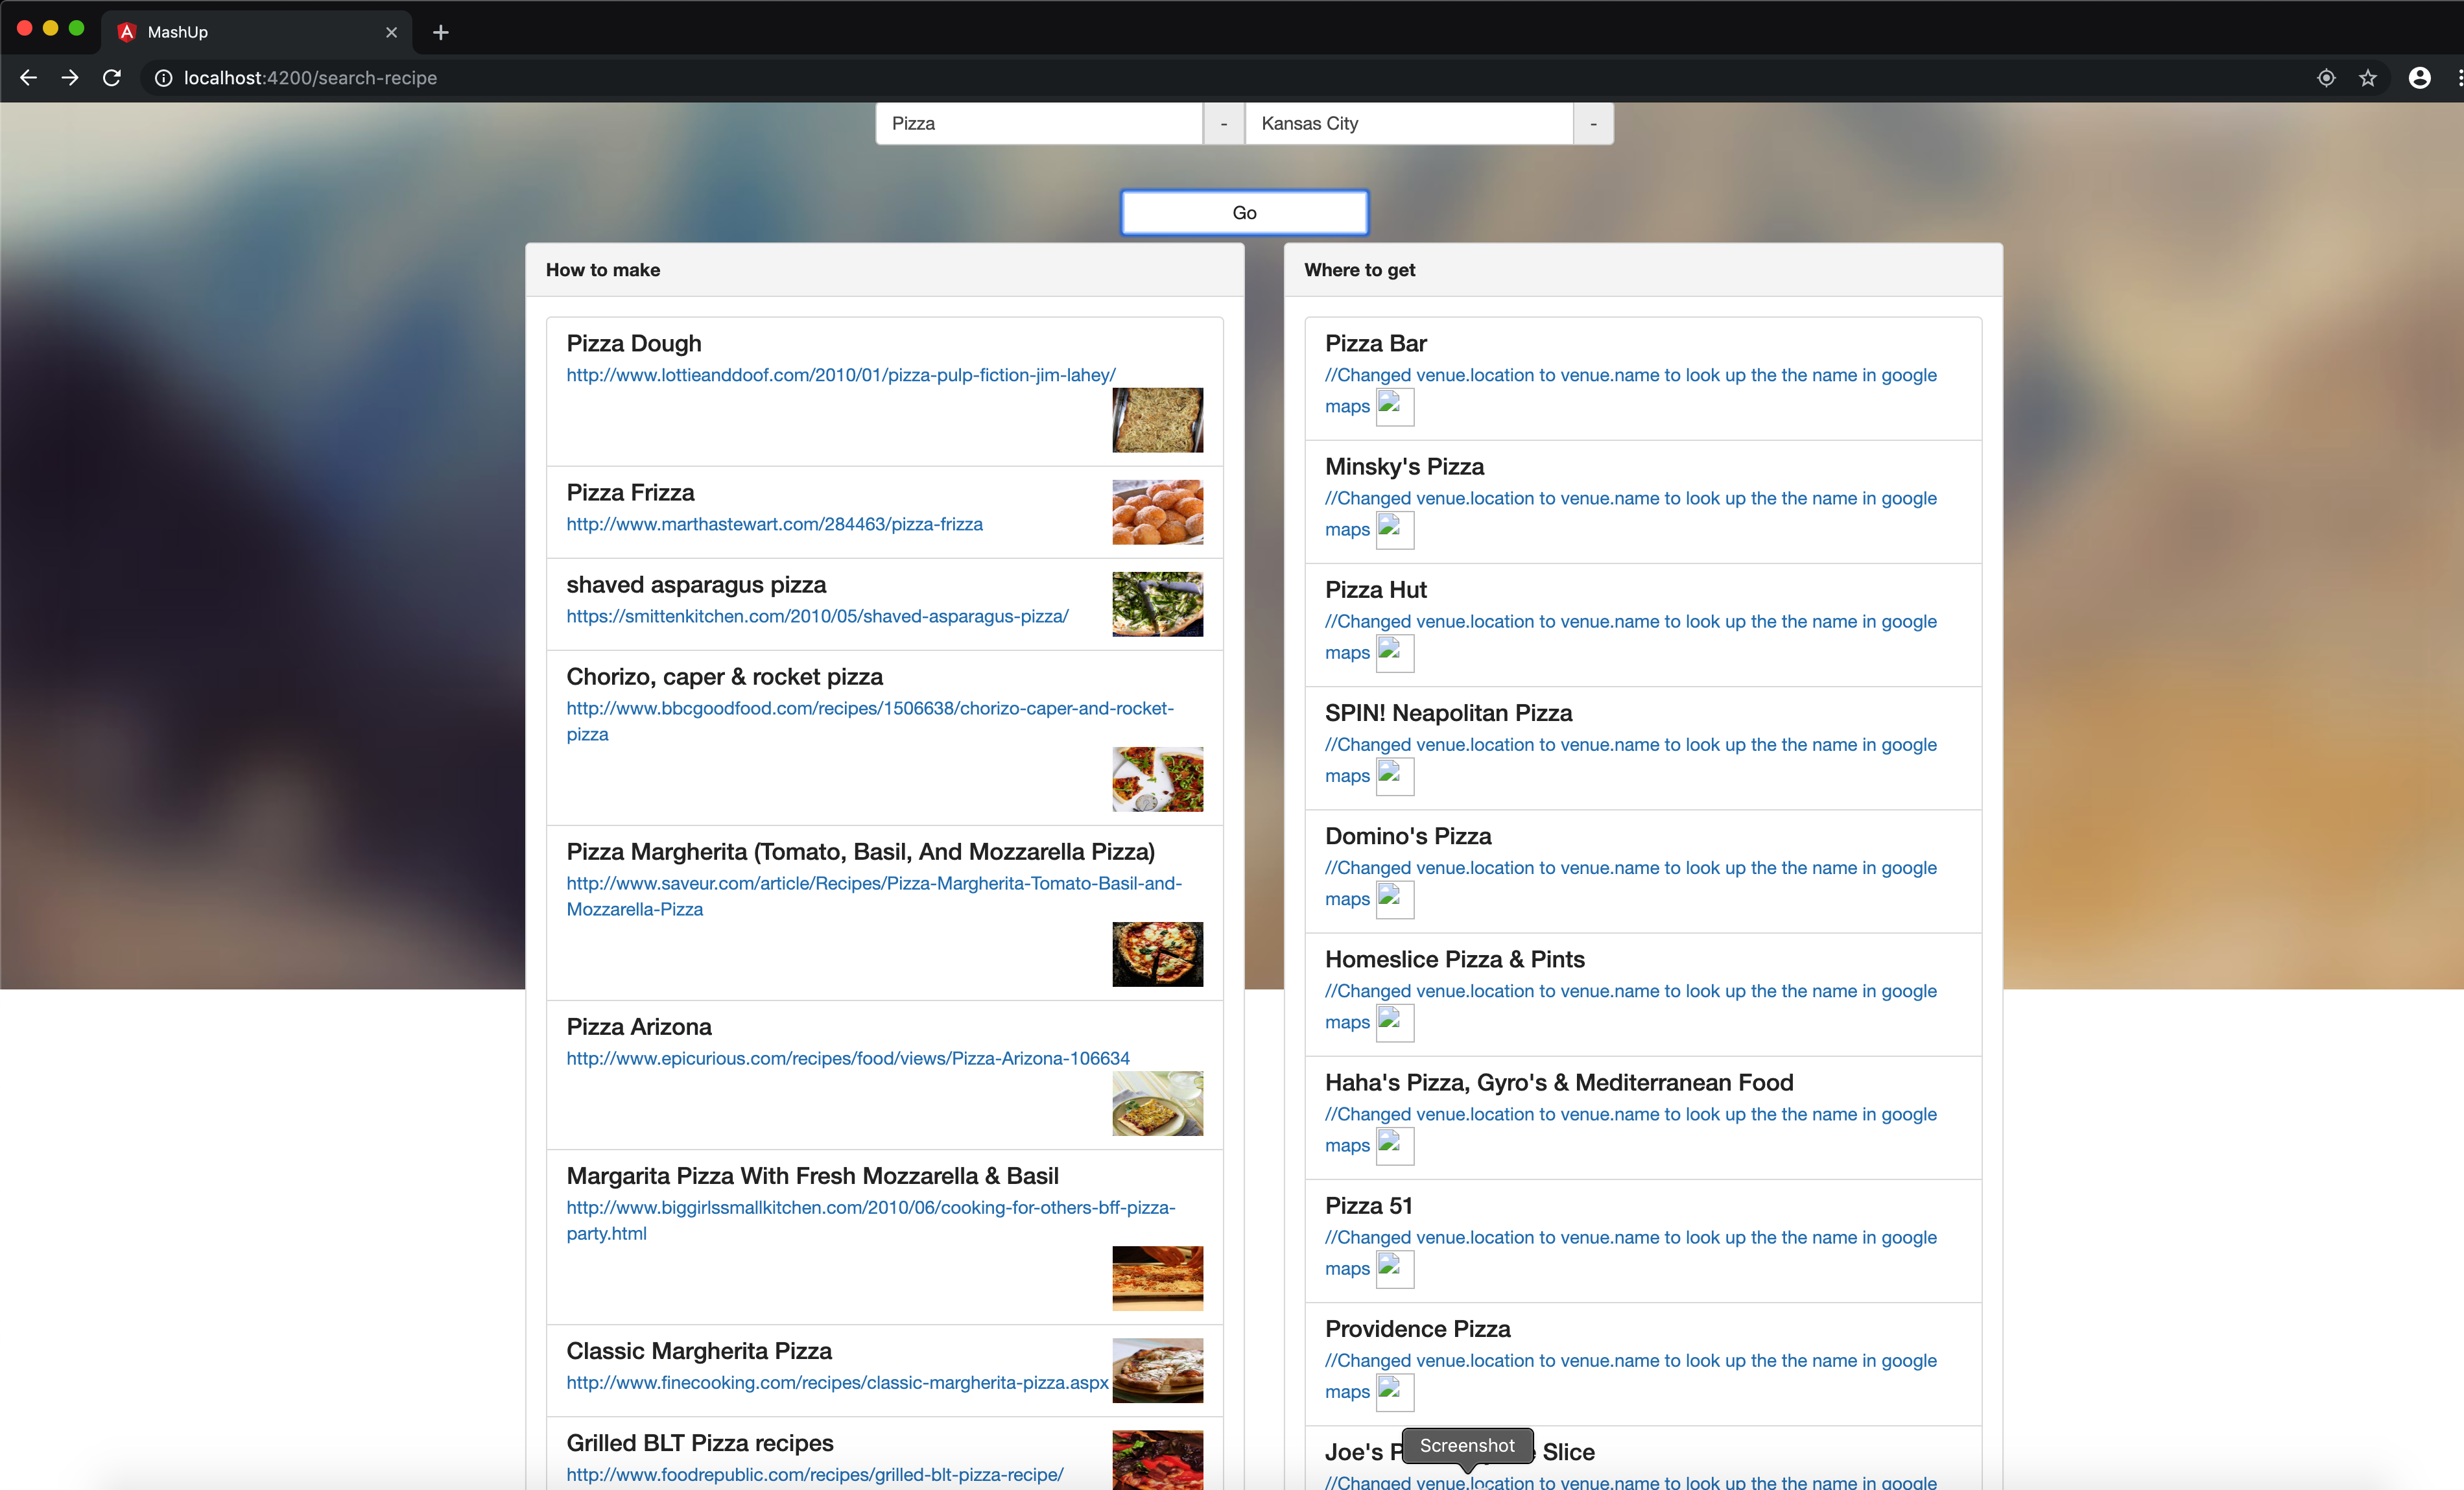 MashUp
localhost:4200/search-recipe
Pizza - Kansas City -
Go
How to make
Pizza Dough
http://www.lottieanddoof.com/2010/01/pizza-pulp-fiction-jim-lahey/
Pizza Frizza
http://www.marthastewart.com/284463/pizza-frizza
shaved asparagus pizza
https://smittenkitchen.com/2010/05/shaved-asparagus-pizza/
Chorizo, caper & rocket pizza
http://www.bbcgoodfood.com/recipes/1506638/chorizo-caper-and-rocket-
pizza
Pizza Margherita (Tomato, Basil, And Mozzarella Pizza)
http://www.saveur.com/article/Recipes/Pizza-Margherita-Tomato-Basil-and-
Mozzarella-Pizza
Pizza Arizona
http://www.epicurious.com/recipes/food/views/Pizza-Arizona-106634
Margarita Pizza With Fresh Mozzarella & Basil
http://www.biggirlssmallkitchen.com/2010/06/cooking-for-others-bff-pizza-
party.html
Classic Margherita Pizza
http://www.finecooking.com/recipes/classic-margherita-pizza.aspx
Grilled BLT Pizza recipes
http://www.foodrepublic.com/recipes/grilled-blt-pizza-recipe/
Where to get
Pizza Bar
//Changed venue.location to venue.name to look up the the name in google
maps
Minsky's Pizza
//Changed venue.location to venue.name to look up the the name in google
maps
Pizza Hut
//Changed venue.location to venue.name to look up the the name in google
maps
SPIN! Neapolitan Pizza
//Changed venue.location to venue.name to look up the the name in google
maps
Domino's Pizza
//Changed venue.location to venue.name to look up the the name in google
maps
Homeslice Pizza & Pints
//Changed venue.location to venue.name to look up the the name in google
maps
Haha's Pizza, Gyro's & Mediterranean Food
//Changed venue.location to venue.name to look up the the name in google
maps
Pizza 51
//Changed venue.location to venue.name to look up the the name in google
maps
Providence Pizza
//Changed venue.location to venue.name to look up the the name in google
maps
Joe's Slice
Screenshot
//Changed venue.location to venue.name to look up the the name in google